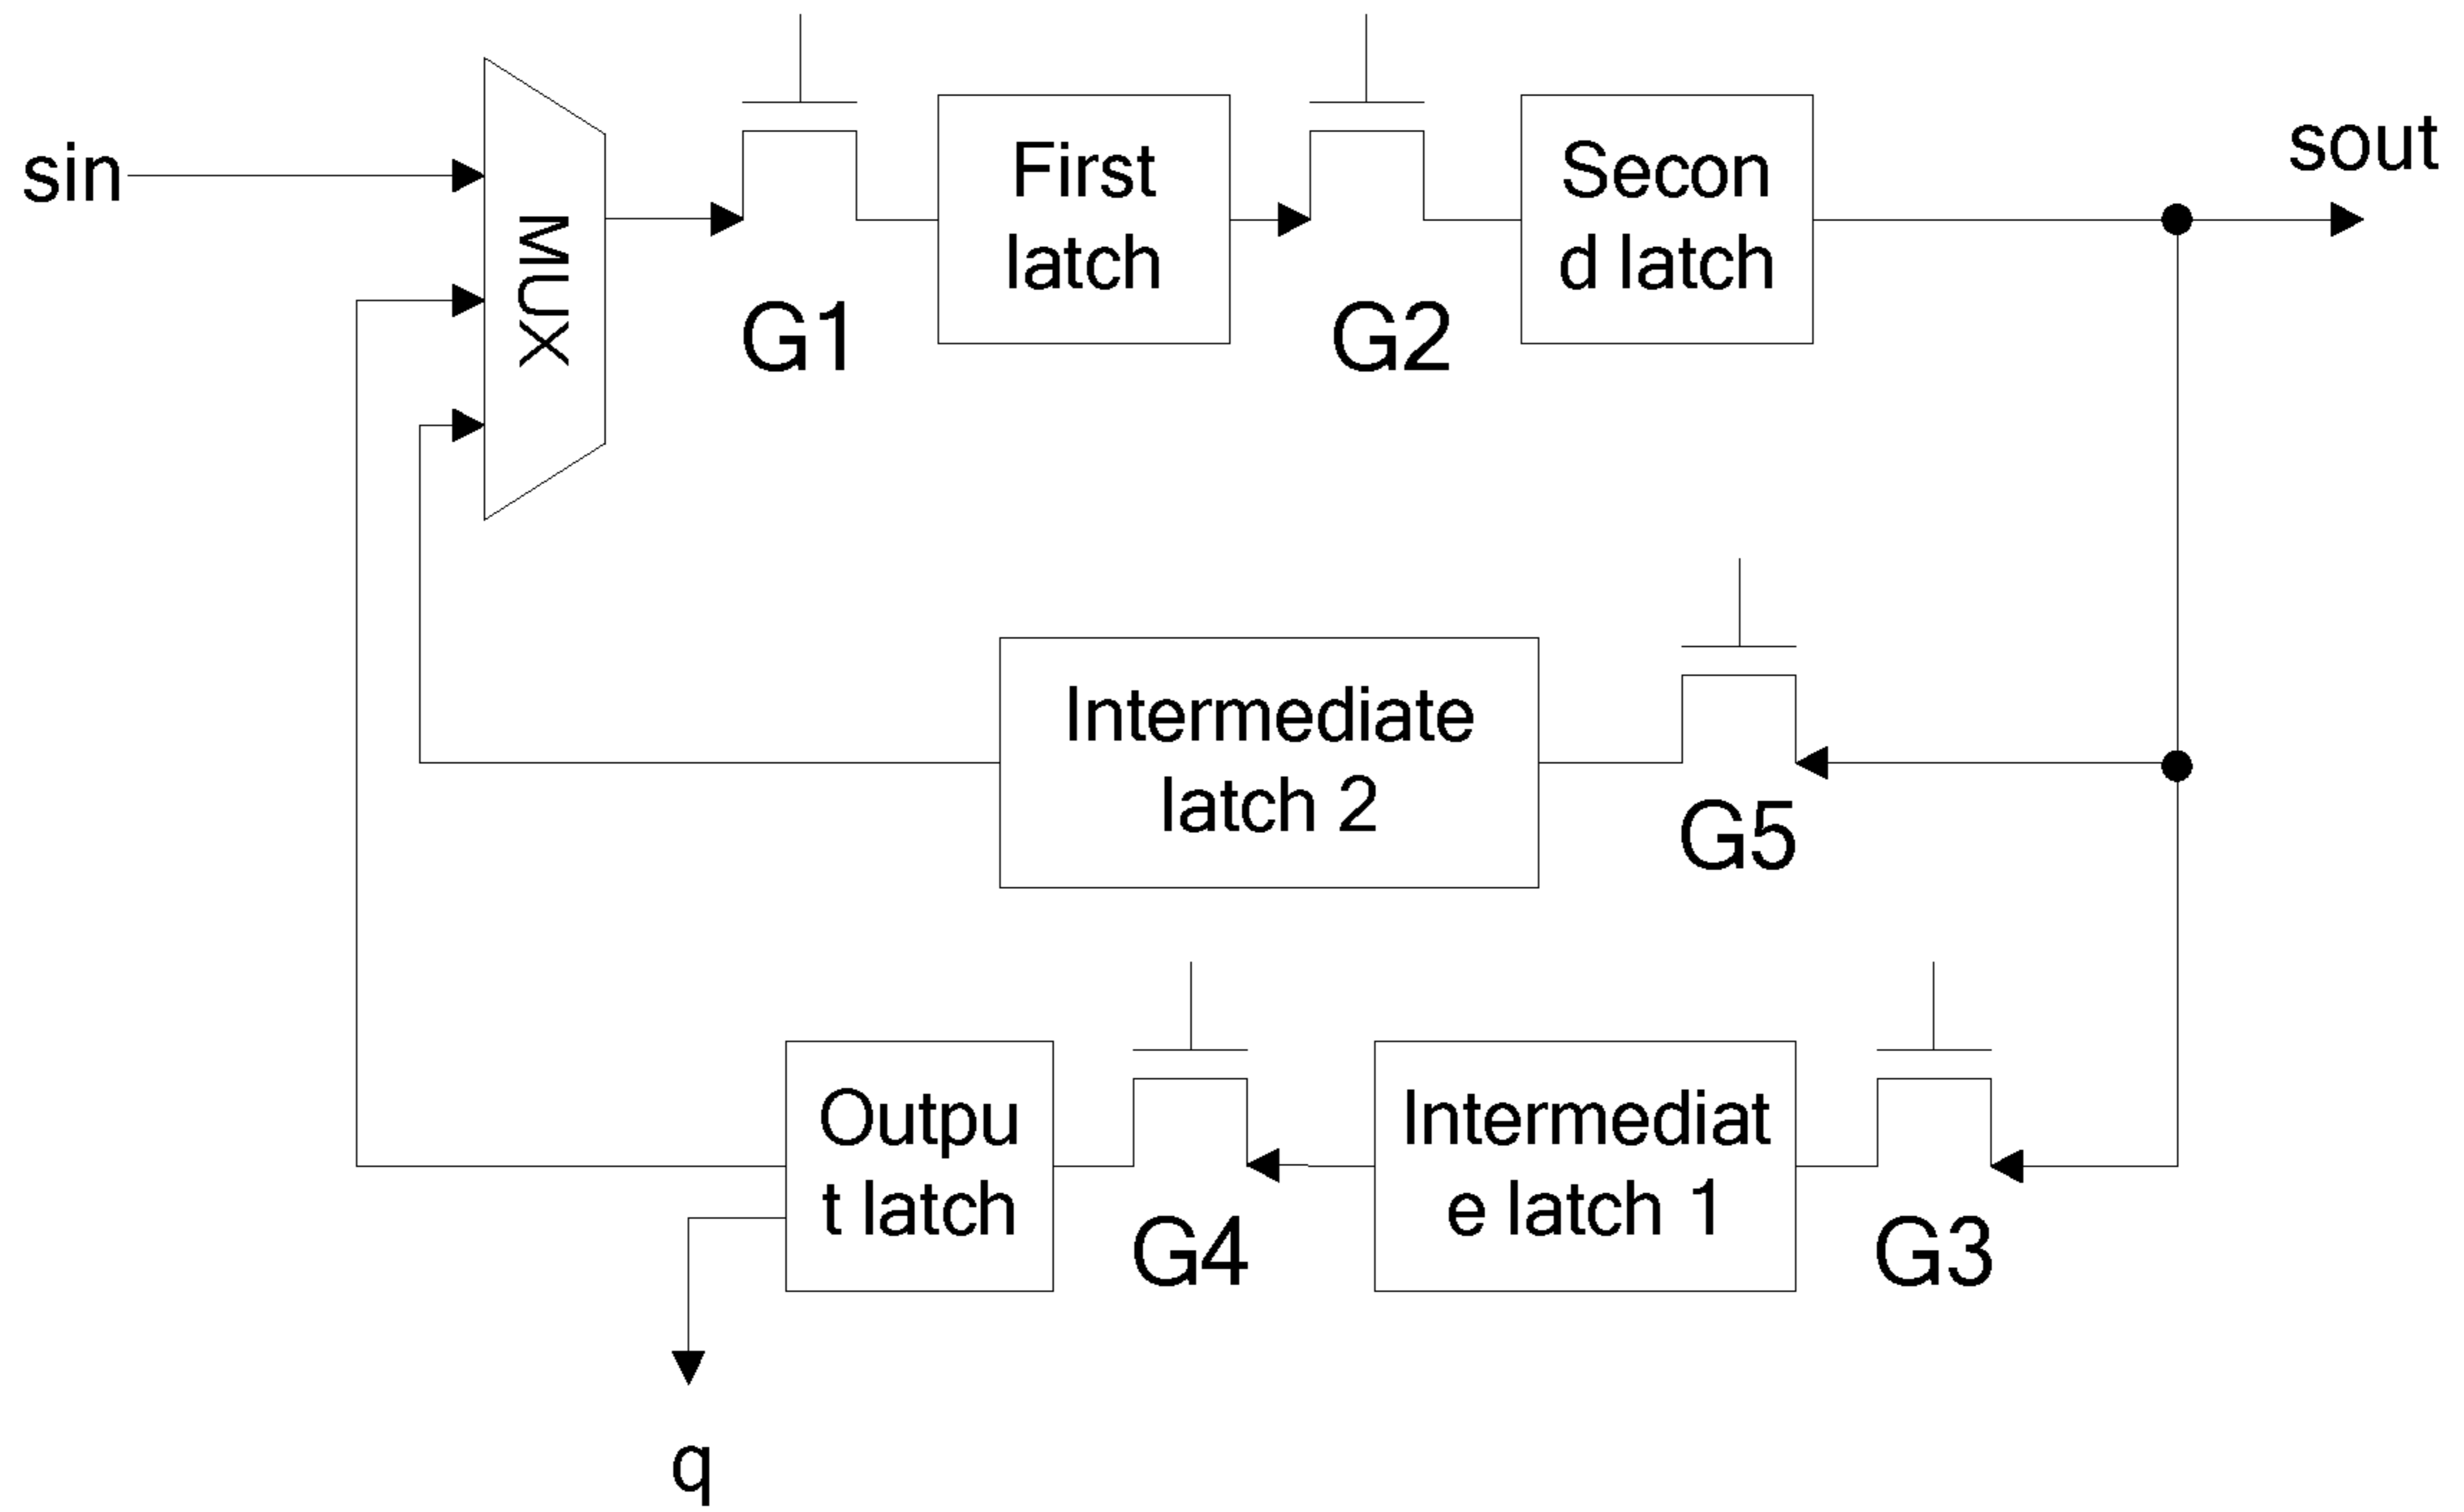 sin
MUX
G1
First
latch
G2
Secon
d latch
sout
Intermediate
latch 2
G5
Outpu
t latch
G4
Intermediat
e latch 1
G3
q